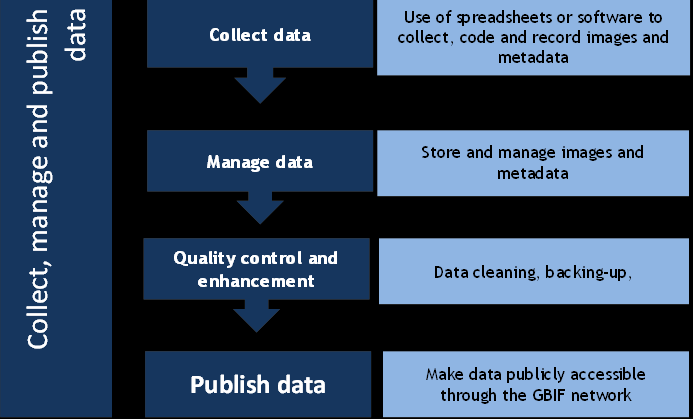 Collect, manage and publish
data
Collect data
Use of spreadsheets or software to
collect, code and record images and
metadata
Manage data
Store and manage images and
metadata
Quality control and
enhancement
Data cleaning, backing-up,
Publish data
Make data publicly accessible
through the GBIF network